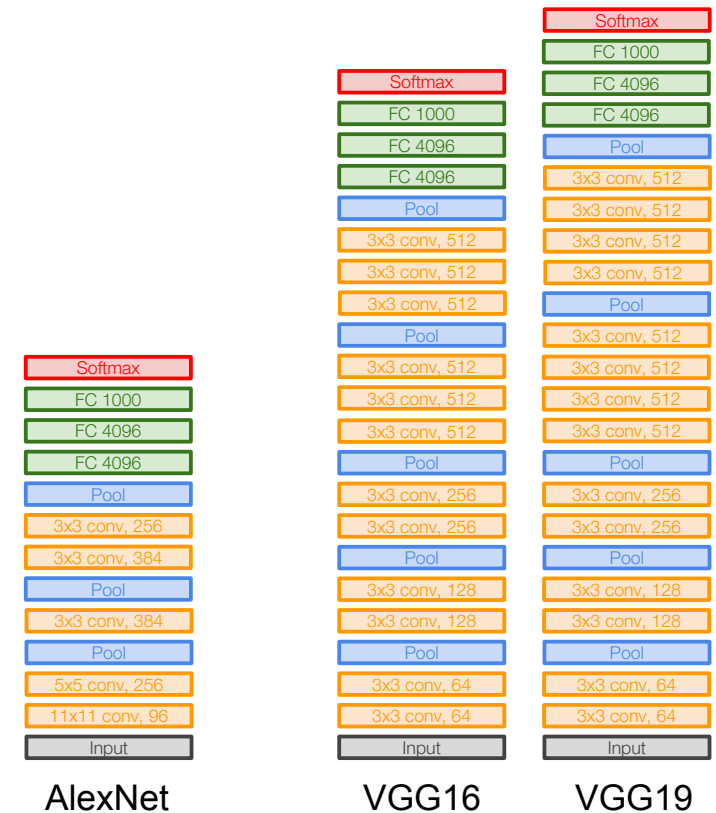 Softmax
FC 1000
FC 4096
FC 4096
Pool
3x3 conv, 256
3x3 conv, 384
Pool
3x3 conv, 384
Pool
5x5 conv, 256
11x11 conv, 96
Input
AlexNet
Softmax
FC 1000
FC 4096
FC 4096
Pool
3x3 conv, 512
3x3 conv, 512
3x3 conv, 512
Pool
3x3 conv, 512
3x3 conv, 512
3x3 conv, 512
Pool
3x3 conv, 256
3x3 conv, 256
Pool
3x3 conv, 128
3x3 conv, 128
Pool
3x3 conv, 64
3x3 conv, 64
Input
VGG16
Softmax
FC 1000
FC 4096
FC 4096
Pool
3x3 conv, 512
3x3 conv, 512
3x3 conv, 512
3x3 conv, 512
Pool
3x3 conv, 512
3x3 conv, 512
3x3 conv, 512
3x3 conv, 512
Pool
3x3 conv, 256
3x3 conv, 256
Pool
3x3 conv, 128
3x3 conv, 128
Pool
3x3 conv, 64
3x3 conv, 64
Input
VGG19